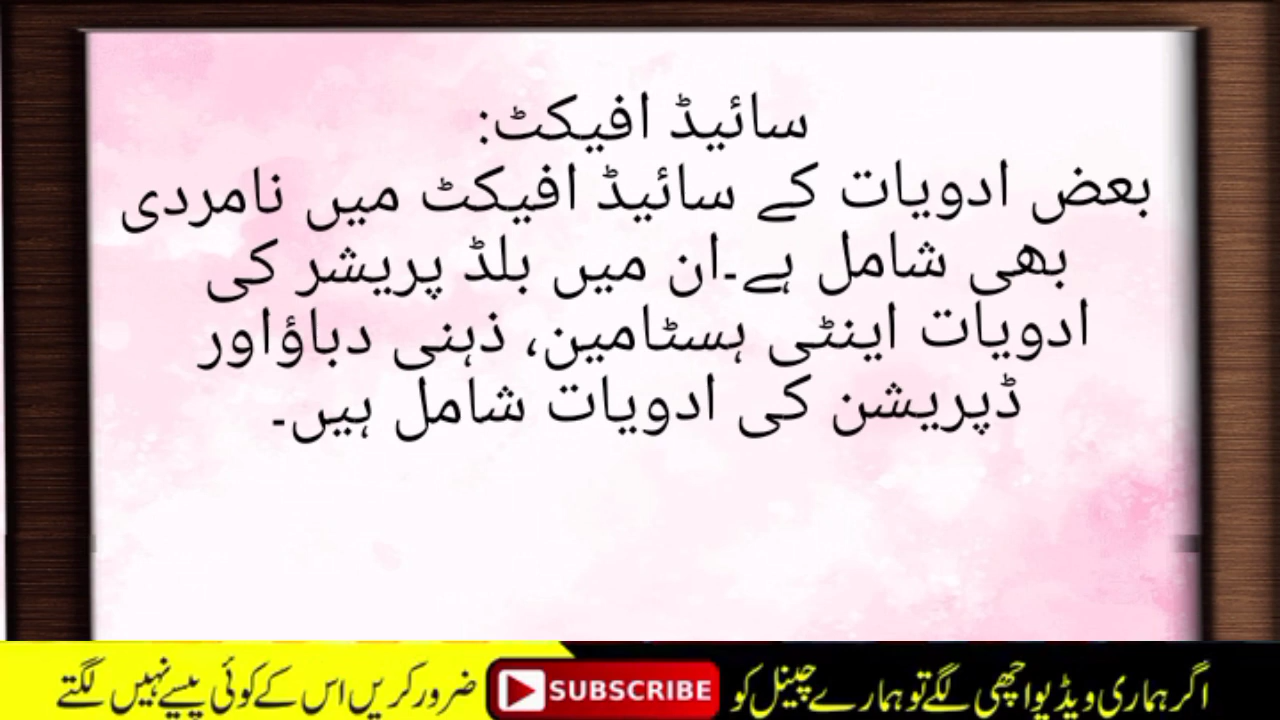 سائیڈ افیکٹ:
بعض ادویات کے سائیڈ افیکٹ میں نامردی
بھی شامل ہے۔ان میں بلڈ پریشر کی
ادویات اینٹی ہسٹامین، ذہنی دباؤاور
ڈپریشن کی ادویات شامل ہیں۔
اگر ہماری ویڈیو اچھی لگے تو ہمارے چینل کو SUBSCRIBE ضرور کریں اس کے کوئی پیسے نہیں لگتے